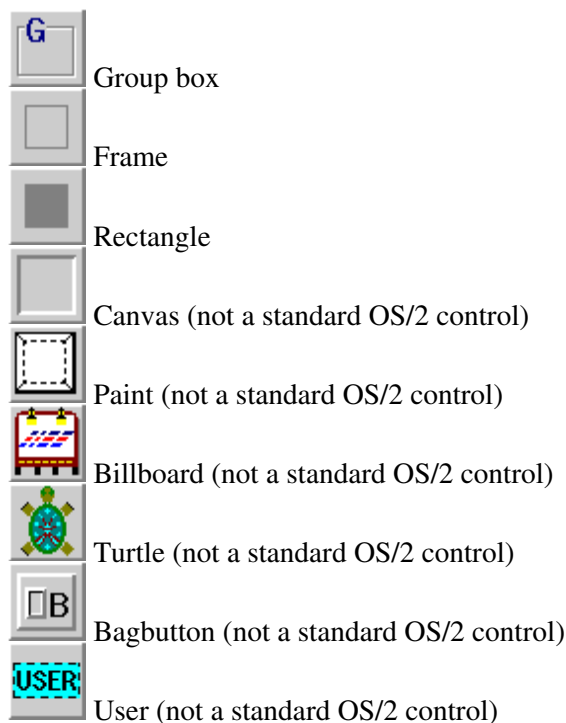 G
Group box
Frame
Rectangle
Canvas (not a standard OS/2 control)
Paint (not a standard OS/2 control)
Billboard (not a standard OS/2 control)
Turtle (not a standard OS/2 control)
B
Bagbutton (not a standard OS/2 control)
USER
User (not a standard OS/2 control)